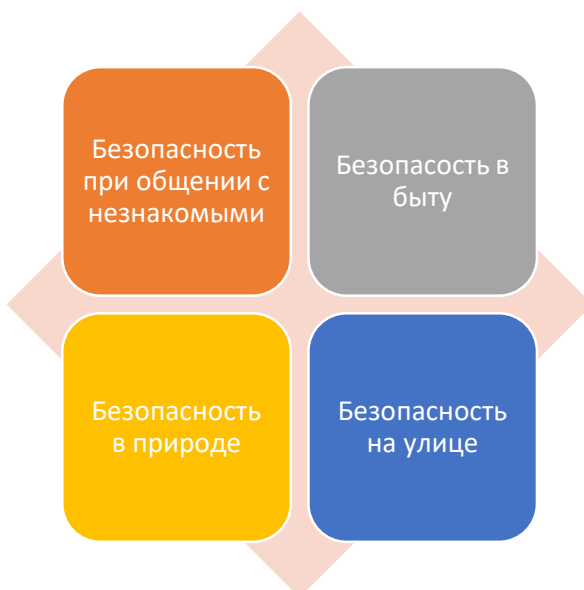 Безопасность
при общении с
незнакомыми
Безопасость в
быту
Безопасность
в природе
Безопасность
на улице